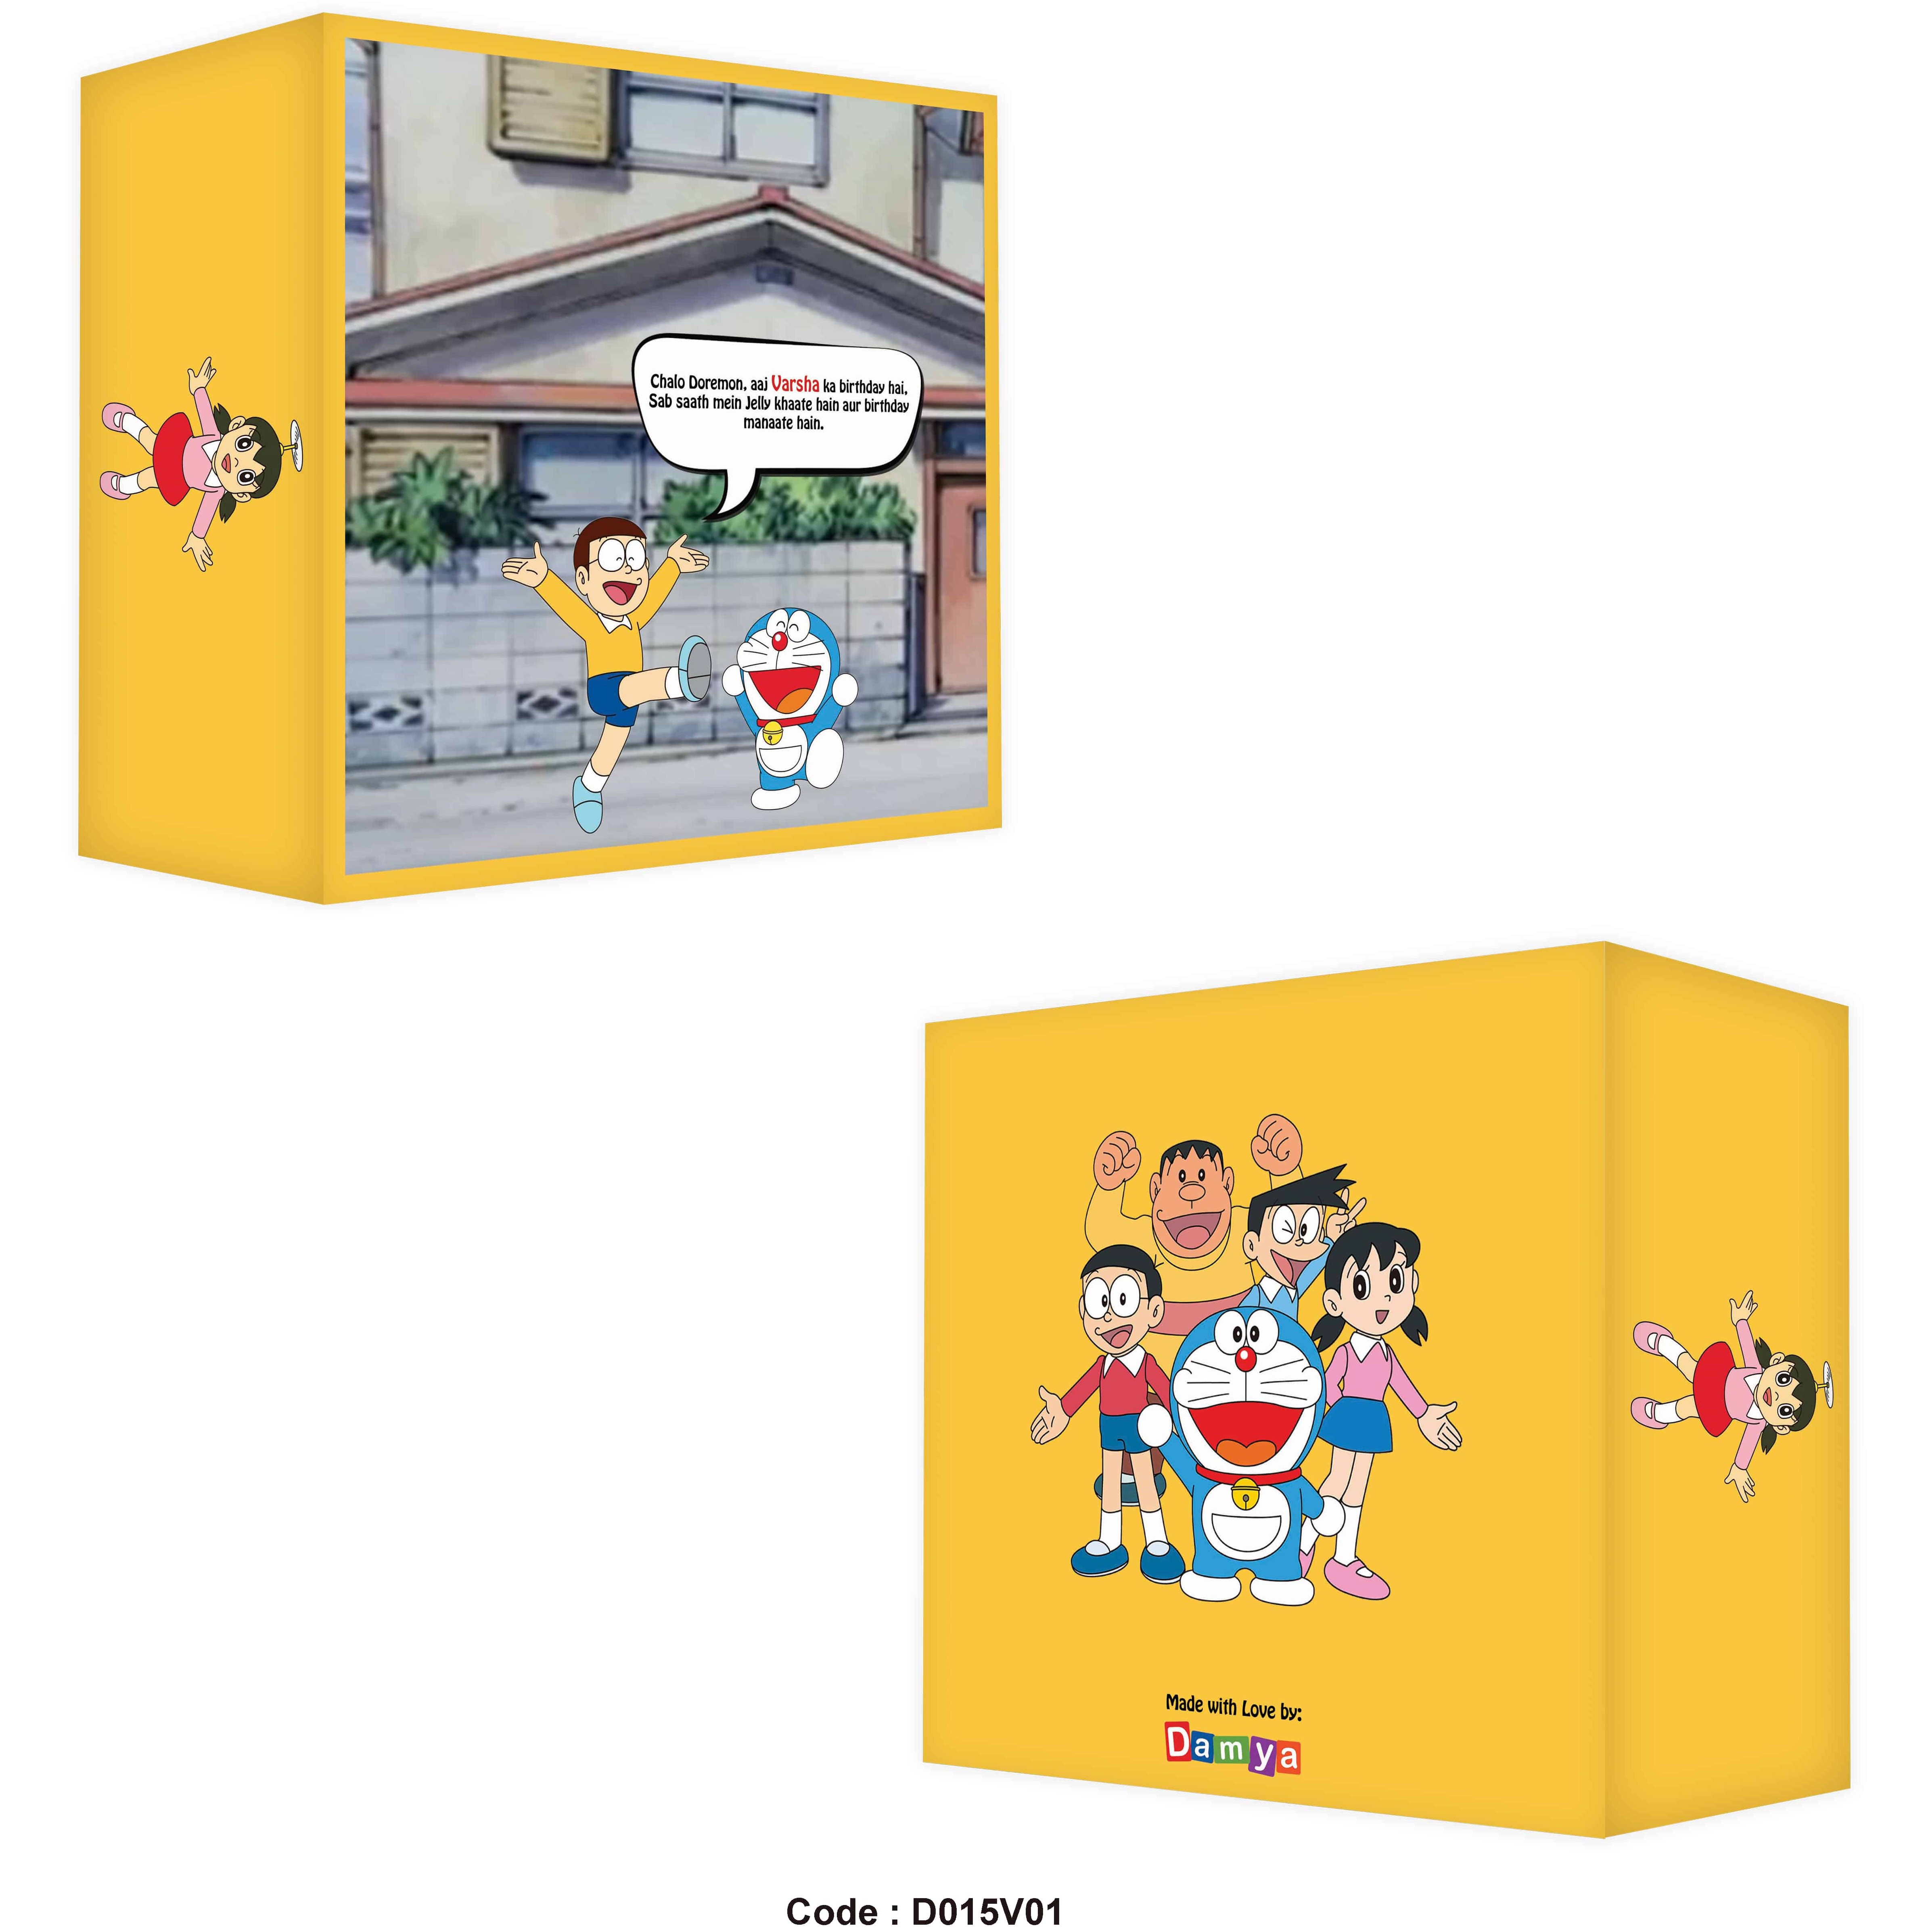 Chalo Doremon, aaj Varsha ka birthday hai,
Sab saath mein Jelly khaate hain aur birthday
manaate hain.
Made with Love by:
Damya
Code : D015V01